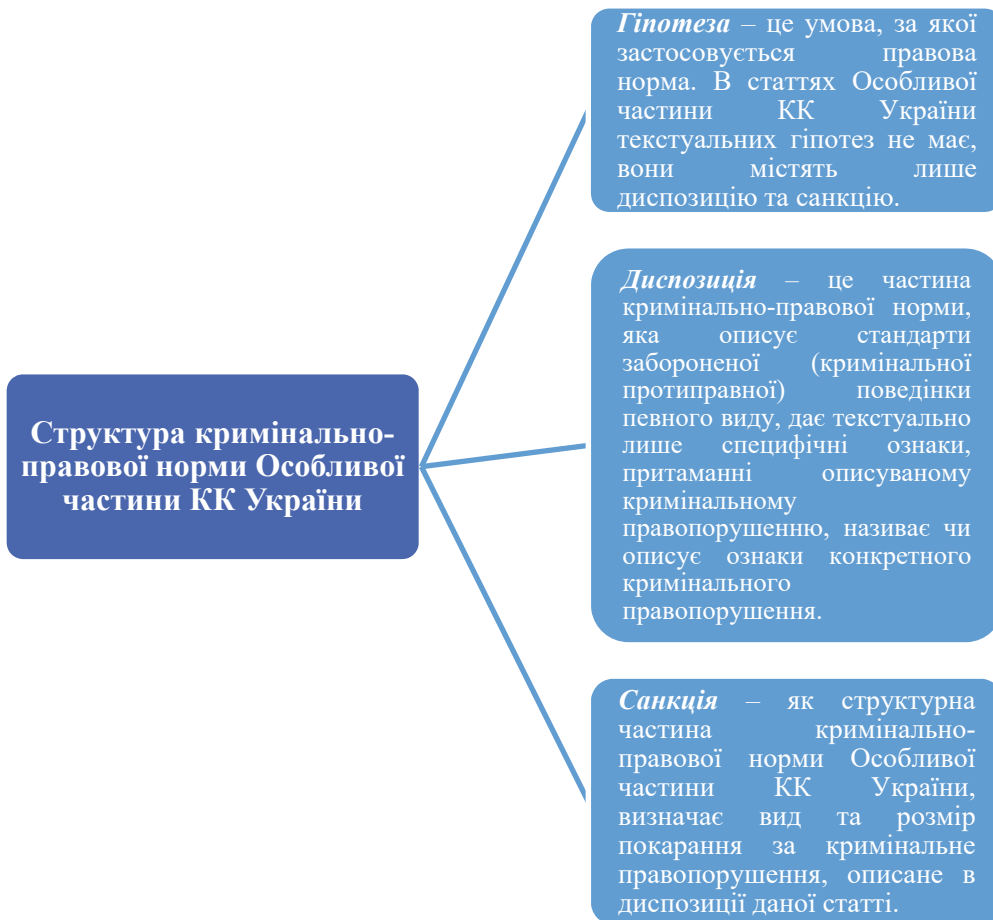 Структура кримінально-
правової норми Особливої
частини КК України
Гіпотеза – це умова, за якої
застосовується правова
норма. В статтях Особливої
частини КК України
текстуальних гіпотез не має,
вони містять лише
диспозицію та санкцію.
Диспозиція – це частина
кримінально-правової норми,
яка описує стандарти
забороненої (кримінальної
протиправної) поведінки
певного виду, дає текстуально
лише специфічні ознаки,
притаманні описуваному
кримінальному
правопорушенню, називає чи
описує ознаки конкретного
кримінального
правопорушення.
Санкція – як структурна
частина кримінально-
правової норми Особливої
частини КК України,
визначає вид та розмір
покарання за кримінальне
правопорушення, описане в
диспозиції даної статті.